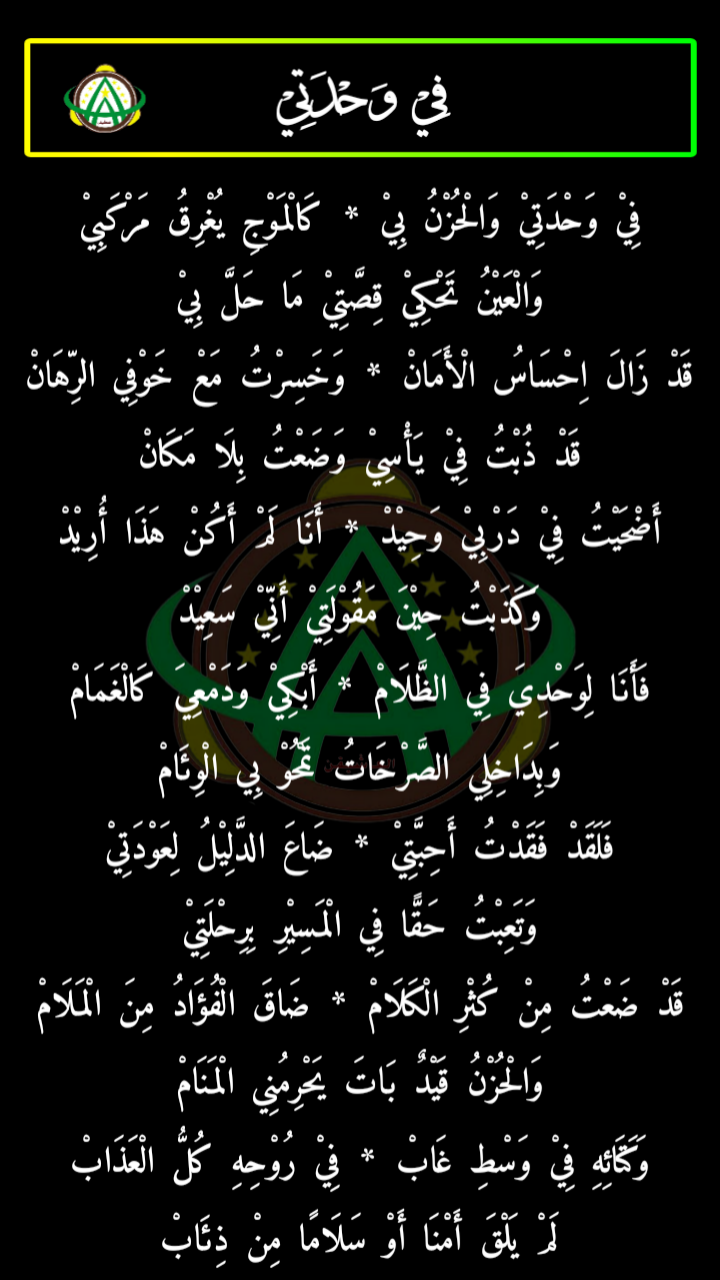 فِيْ وَحْدَتِيْ
فِيْ وَحْدَتِيْ وَالْحُزْنُ بِيْ * كَالْمَوْجِ يُغْرِقُ مَرْكَبِيْ
وَالْعَيْنُ تَحْكِيْ قِصَّتِيْ مَا حَلَّ بِيْ
قَدْ زَالَ اِحْسَاسُ الْأَمَانْ * وَخَسِرْتُ مَعْ خَوْفِي الرِّهَانْ
قَدْ ذُبْتُ فِيْ يَأْسِيْ وَضَعْتُ بِلَا مَكَانْ
أَضْحَيْتُ فِيْ دَرْبِيْ وَحِيْدْ * أَنَا لَمْ أَكُنْ هَذَا أُرِيْدْ
وَكَذَبْتُ حِيْنَ مَقُوْلَتِيْ أَنِّيْ سَعِيْدْ
فَأَنَا لِوَحْدِيَ فِي الظَّلَامْ * أَبْكِيْ وَدَمْعِيَ كَالْغَمَامْ
وَبِدَاخِلِي الصَّرْخَاتُ تَمْحُوْ بِي الْوِئَامْ
فَلَقَدْ فَقَدْتُ أَحِبَّتِيْ * ضَاعَ الدَّلِيْلُ لِعَوْدَتِيْ
وَتَعِبْتُ حَقًّا فِي الْمَسِيْرِ بِرِحْلَتِيْ
قَدْ ضَعْتُ مِنْ كُثْرِ الْكَلَامْ * ضَاقَ الْفُؤَادُ مِنَ الْمَلَامْ
وَالْحُزْنُ قَيْدٌ بَاتَ يَحْرِمُنِي الْمَنَامْ
وَكَتَائِهِ فِيْ وَسْطِ غَابْ * فِيْ رُوْحِهِ كُلُّ الْعَذَابْ
لَمْ يَلْقَ أَمْنَا أَوْ سَلَامًا مِنْ ذِئَابْ